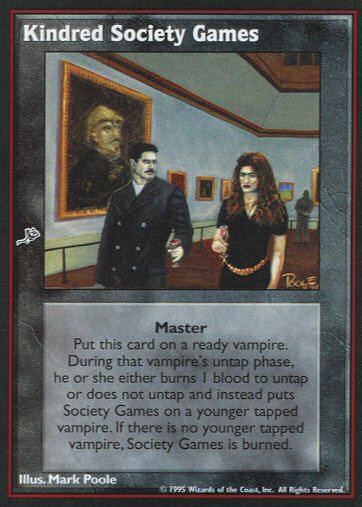 Kindred Society Games
POOLE
Master
Put this card on a ready vampire.
During that vampire's untap phase,
he or she either burns 1 blood to untap
or does not untap and instead puts
Society Games on a younger tapped
vampire. If there is no younger tapped
vampire, Society Games is burned.
Illus. Mark Poole
© 1995 Wizards of the Coast, Inc. All Rights Reserved.